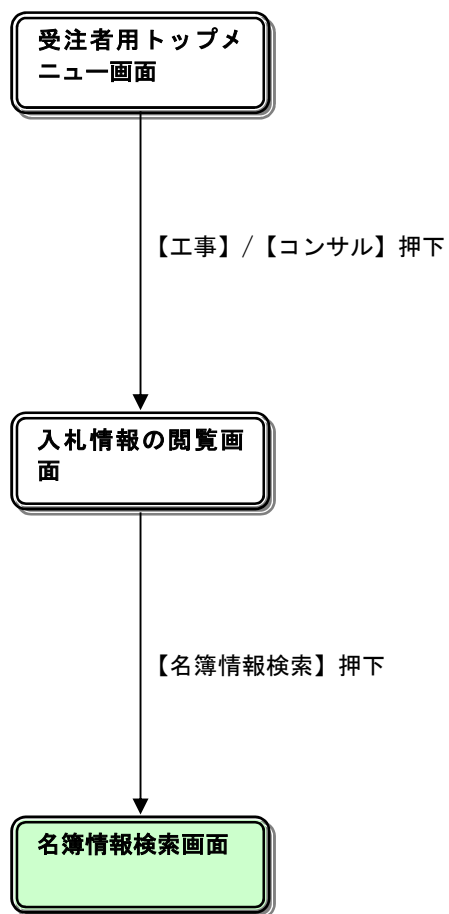 受注者用トップメ
ニュー画面
【工事】/【コンサル】押下
入札情報の閲覧画
面
【名簿情報検索】押下
名簿情報検索画面